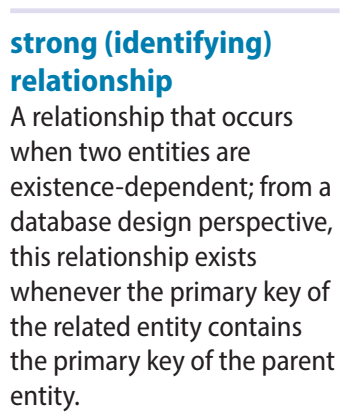 strong (identifying)
relationship
A relationship that occurs
when two entities are
existence-dependent; from a
database design perspective,
this relationship exists
whenever the primary key of
the related entity contains
the primary key of the parent
entity.